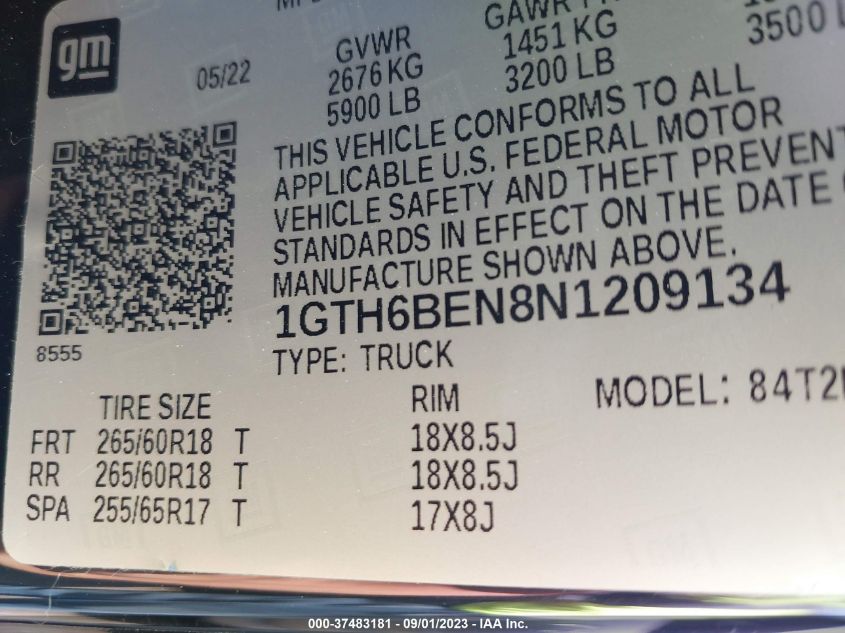 gm
05/22
GVWR
2676 KG
5900 LB
1451 KG
3200 LB
3500
THIS VEHICLE CONFORMS TO ALL
APPLICABLE U.S. FEDERAL MOTOR
VEHICLE SAFETY AND THEFT PREVENT
STANDARDS IN EFFECT ON THE DATE
MANUFACTURE SHOWN ABOVE.
1GTH6BEN8N1209134
8555
TYPE: TRUCK
MODEL: 84T2
TIRE SIZE RIM
FRT 265/60R18 T 18X8.5J
RR 265/60R18 T 18X8.5J
SPA 255/65R17 T 17X8J
000-37483181 - 09/01/2023 - IAA Inc.